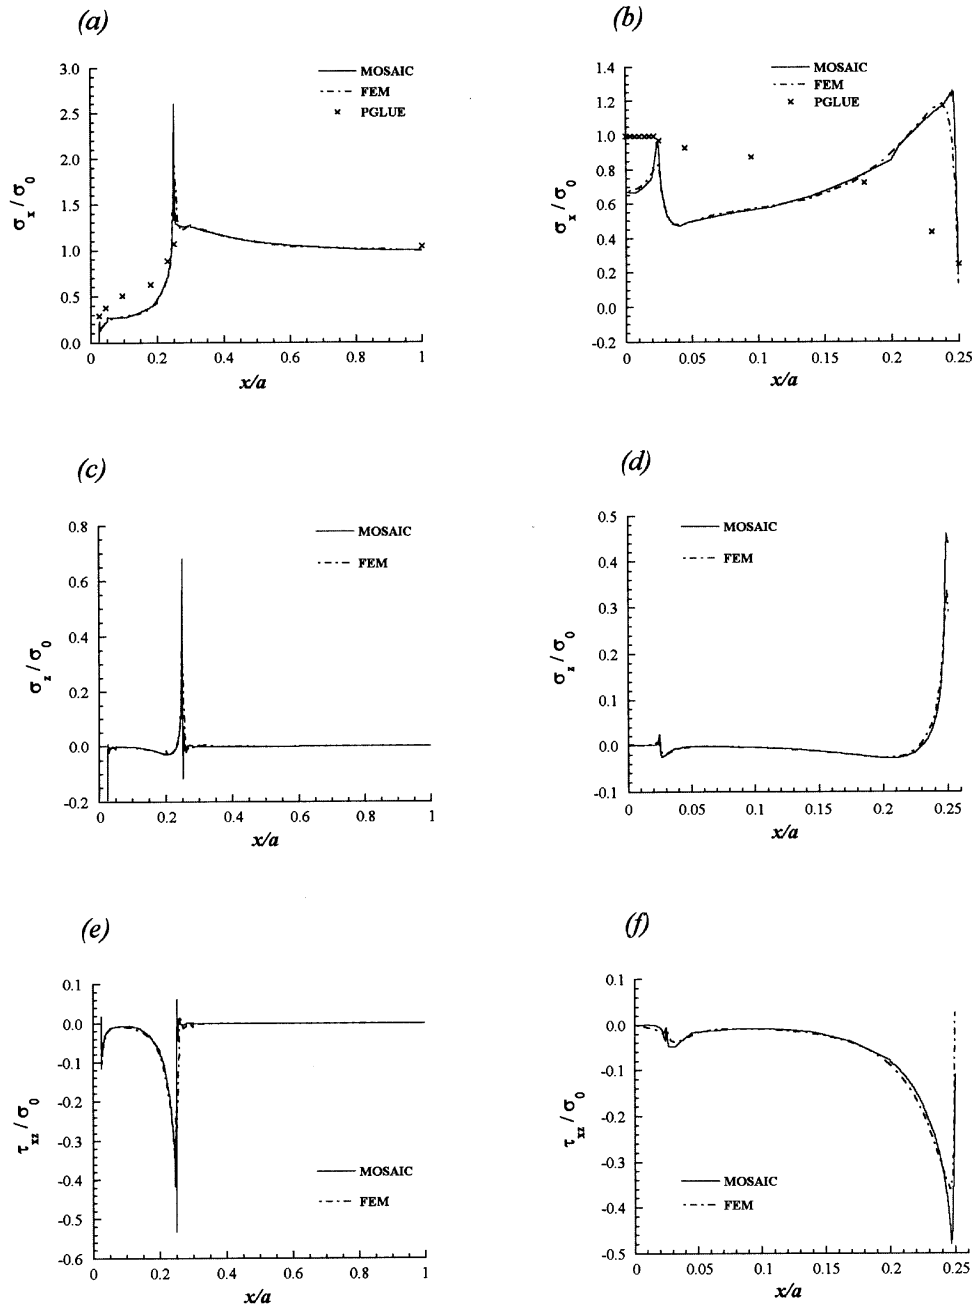 (a)
3.0
2.5
2.0
1.5
1.0
0.5
0.0
0
0.2
0.4
0.6
0.8
1
σx / σ0
x/a
MOSAIC
FEM
PGLUE
(b)
1.4
1.2
1.0
0.8
0.6
0.4
0.2
0.0
-0.2
0
0.05
0.10
0.15
0.20
0.25
σx / σ0
x/a
MOSAIC
FEM
PGLUE
(c)
0.8
0.6
0.4
0.2
0.0
-0.2
0
0.2
0.4
0.6
0.8
1
σz / σ0
x/a
MOSAIC
FEM
(d)
0.5
0.4
0.3
0.2
0.1
0.0
-0.1
0
0.05
0.10
0.15
0.20
0.25
σz / σ0
x/a
MOSAIC
FEM
(e)
0.1
0.0
-0.1
-0.2
-0.3
-0.4
-0.5
-0.6
0
0.2
0.4
0.6
0.8
1
τxz / σ0
x/a
MOSAIC
FEM
(f)
0.1
0.0
-0.1
-0.2
-0.3
-0.4
-0.5
0
0.05
0.10
0.15
0.20
0.25
τxz / σ0
x/a
MOSAIC
FEM